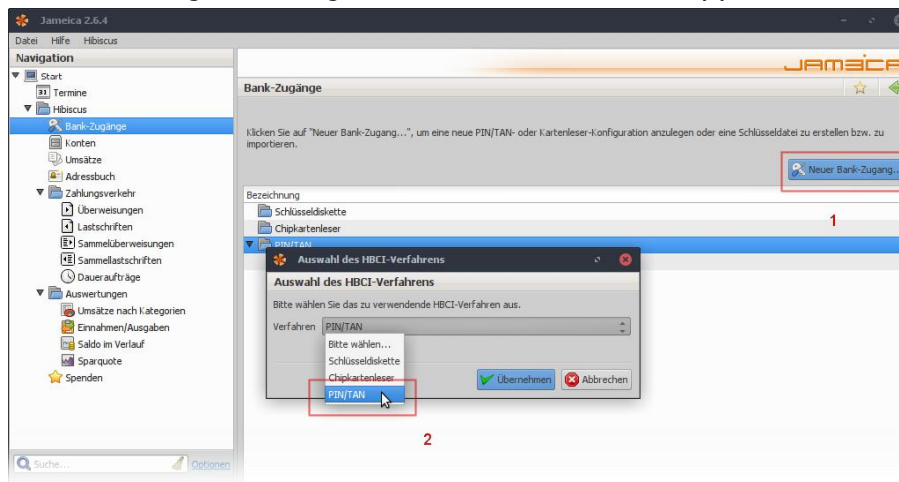 Jameica 2.6.4
Datei Hilfe Hibiscus
Navigation
Start
Termine
Hibiscus
Bank-Zugänge
Konten
Umsätze
Adressbuch
Zahlungsverkehr
Überweisungen
Lastschriften
Sammelüberweisungen
Sammellastschriften
Daueraufträge
Auswertungen
Umsätze nach Kategorien
Einnahmen/Ausgaben
Saldo im Verlauf
Sparquote
Spenden
Suche...
Optionen
Bank-Zugänge
Klicken Sie auf "Neuer Bank-Zugang...", um eine neue PIN/TAN- oder Kartenleser-Konfiguration anzulegen oder eine Schlüsseldatei zu erstellen bzw. zu
importieren.
Neuer Bank-Zugang..
1
Bezeichnung
Schlüsseldiskette
Chipkartenleser
PIN/TAN
Auswahl des HBCI-Verfahrens
Auswahl des HBCI-Verfahrens
Bitte wählen Sie das zu verwendende HBCI-Verfahren aus.
Verfahren PIN/TAN
Bitte wählen...
Schlüsseldiskette
Chipkartenleser
PIN/TAN
Übernehmen Abbrechen
2